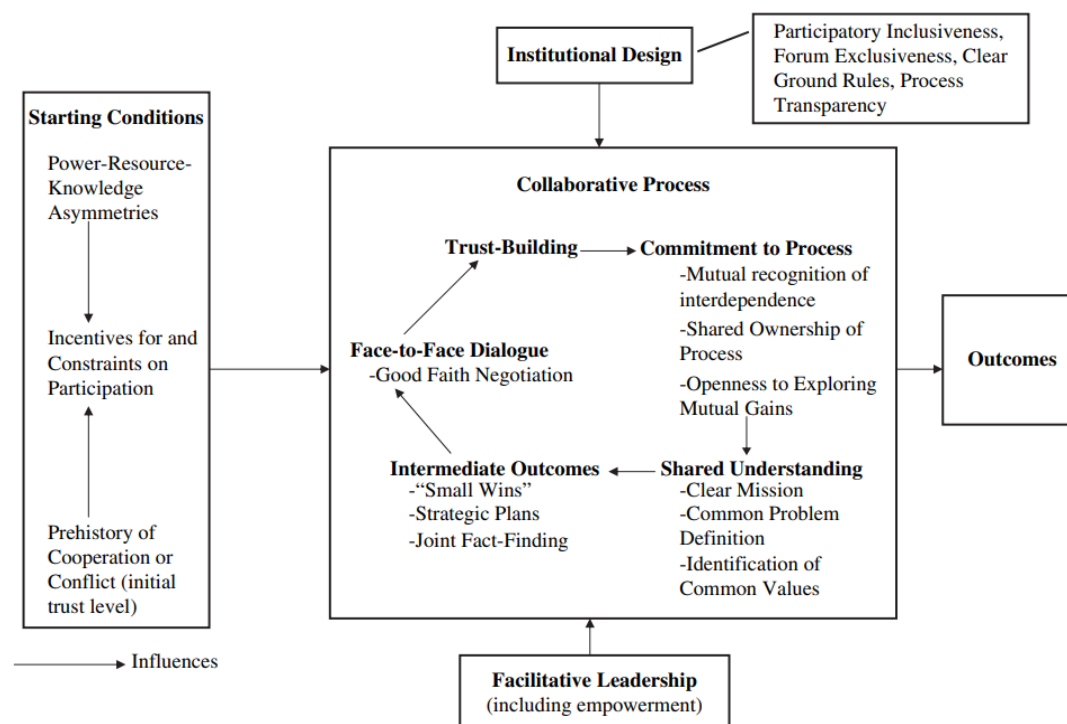 Institutional Design
Participatory Inclusiveness,
Forum Exclusiveness, Clear
Ground Rules, Process
Transparency
Starting Conditions
Power-Resource-
Knowledge
Asymmetries
Incentives for and
Constraints on
Participation
Prehistory of
Cooperation or
Conflict (initial
trust level)
Influences
Collaborative Process
Trust-Building
Commitment to Process
-Mutual recognition of
interdependence
-Shared Ownership of
Process
-Openness to Exploring
Mutual Gains
Face-to-Face Dialogue
-Good Faith Negotiation
Intermediate Outcomes
-“Small Wins”
-Strategic Plans
-Joint Fact-Finding
Shared Understanding
-Clear Mission
-Common Problem
Definition
-Identification of
Common Values
Outcomes
Facilitative Leadership
(including empowerment)